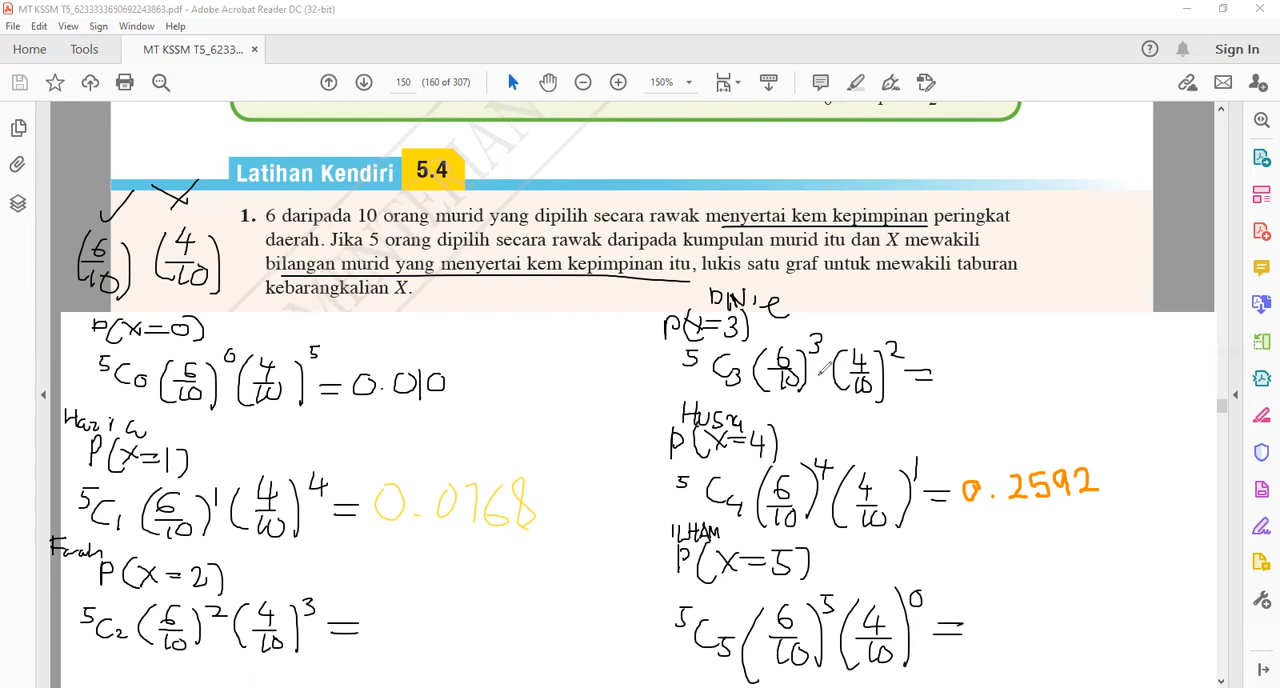 MT KSSM T5_6233333650692243863.pdf - Adobe Acrobat Reader DC (32-bit)
File Edit View Sign Window Help
Home Tools MT KSSM T5_6233... × Sign In
150 (160 of 307) 150%
Latihan Kendiri 5.4
1. 6 daripada 10 orang murid yang dipilih secara rawak menyertai kem kepimpinan peringkat
daerah. Jika 5 orang dipilih secara rawak daripada kumpulan murid itu dan X mewakili
bilangan murid yang menyertai kem kepimpinan itu, lukis satu graf untuk mewakili taburan
kebarangkalian X.
✓ X
(6/10) (4/10)
P(X=0)
⁵C₀ (6/10)⁰ (4/10)⁵ = 0.010
P(X=1)
⁵C₁ (6/10)¹ (4/10)⁴ = 0.0768
Farah
P(X=2)
⁵C₂ (6/10)² (4/10)³ =
P(X=3)
⁵C₃ (6/10)³ (4/10)² =
P(X=4)
⁵C₄ (6/10)⁴ (4/10)¹ = 0.2592
ILHAM
P(X=5)
⁵C₅ (6/10)⁵ (4/10)⁰ =